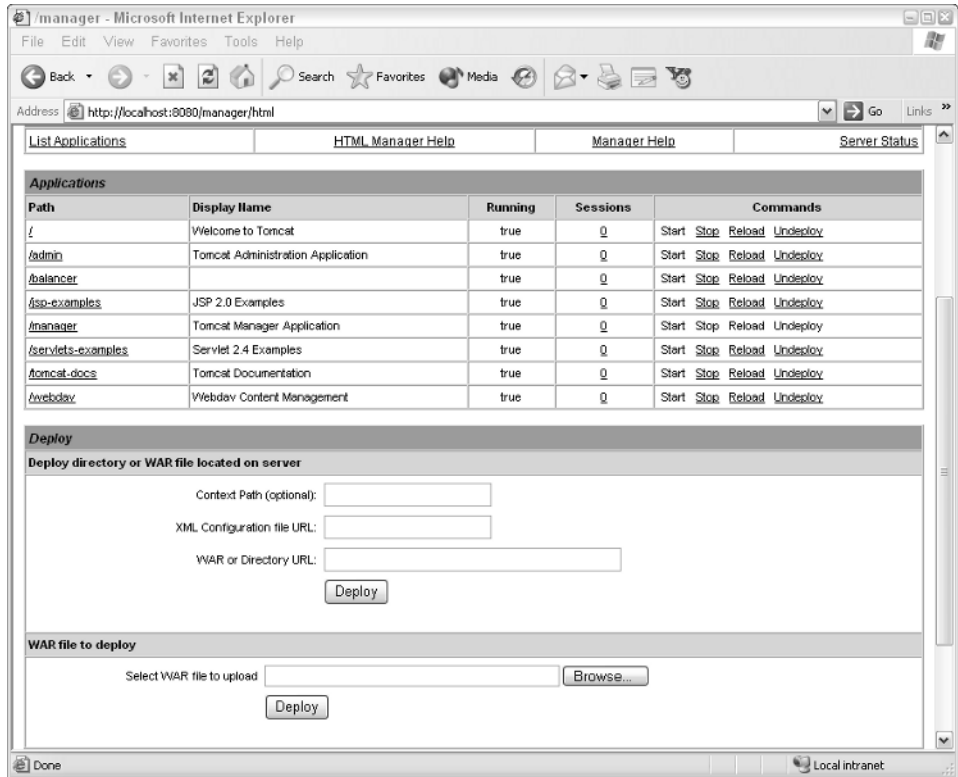 /manager - Microsoft Internet Explorer
File Edit View Favorites Tools Help
Back Search Favorites Media
Address http://localhost:8080/manager/html Go Links »
List Applications HTML Manager Help Manager Help Server Status
Applications
Path Display Name Running Sessions Commands
/ Welcome to Tomcat true 0 Start Stop Reload Undeploy
/admin Tomcat Administration Application true 0 Start Stop Reload Undeploy
/balancer true 0 Start Stop Reload Undeploy
/jsp-examples JSP 2.0 Examples true 0 Start Stop Reload Undeploy
/manager Tomcat Manager Application true 0 Start Stop Reload Undeploy
/servlets-examples Servlet 2.4 Examples true 0 Start Stop Reload Undeploy
/tomcat-docs Tomcat Documentation true 0 Start Stop Reload Undeploy
/webdav Webdav Content Management true 0 Start Stop Reload Undeploy
Deploy
Deploy directory or WAR file located on server
Context Path (optional):
XML Configuration file URL:
WAR or Directory URL:
Deploy
WAR file to deploy
Select WAR file to upload Browse...
Deploy
Done Local intranet